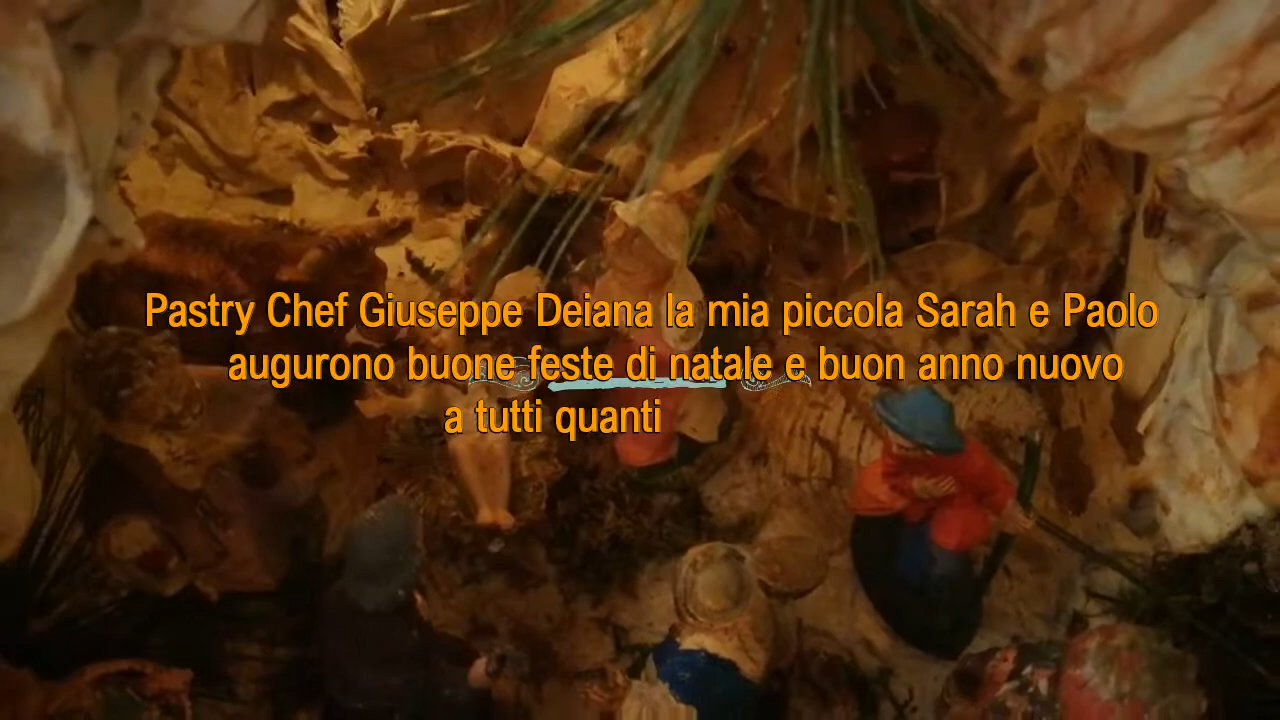 Pastry Chef Giuseppe Deiana la mia piccola Sarah e Paolo
augurono buone feste di natale e buon anno nuovo
a tutti quanti